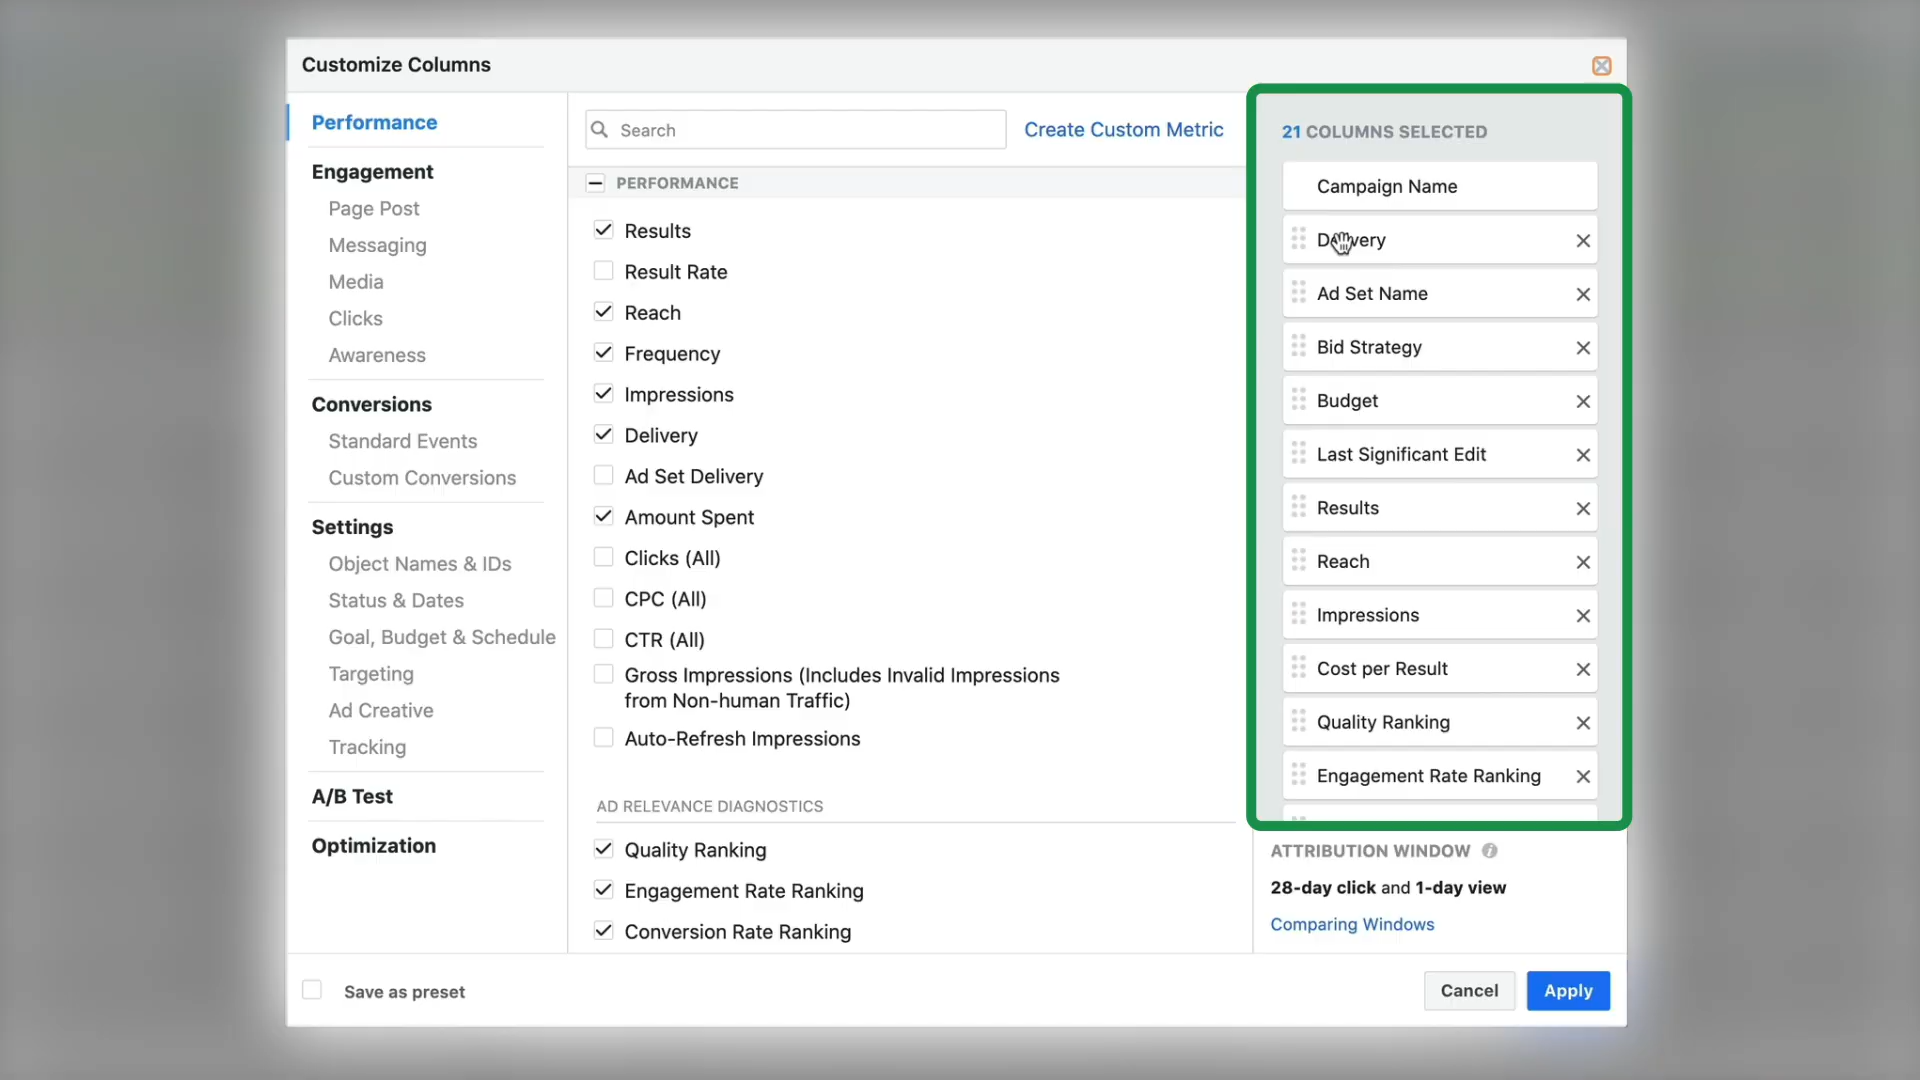 Customize Columns
Performance
Engagement
Page Post
Messaging
Media
Clicks
Awareness
Conversions
Standard Events
Custom Conversions
Settings
Object Names & IDs
Status & Dates
Goal, Budget & Schedule
Targeting
Ad Creative
Tracking
A/B Test
Optimization
Search
Create Custom Metric
PERFORMANCE
Results
Result Rate
Reach
Frequency
Impressions
Delivery
Ad Set Delivery
Amount Spent
Clicks (All)
CPC (All)
CTR (All)
Gross Impressions (Includes Invalid Impressions
from Non-human Traffic)
Auto-Refresh Impressions
AD RELEVANCE DIAGNOSTICS
Quality Ranking
Engagement Rate Ranking
Conversion Rate Ranking
21 COLUMNS SELECTED
Campaign Name
Delivery
Ad Set Name
Bid Strategy
Budget
Last Significant Edit
Results
Reach
Impressions
Cost per Result
Quality Ranking
Engagement Rate Ranking
ATTRIBUTION WINDOW
28-day click and 1-day view
Comparing Windows
Save as preset
Cancel
Apply